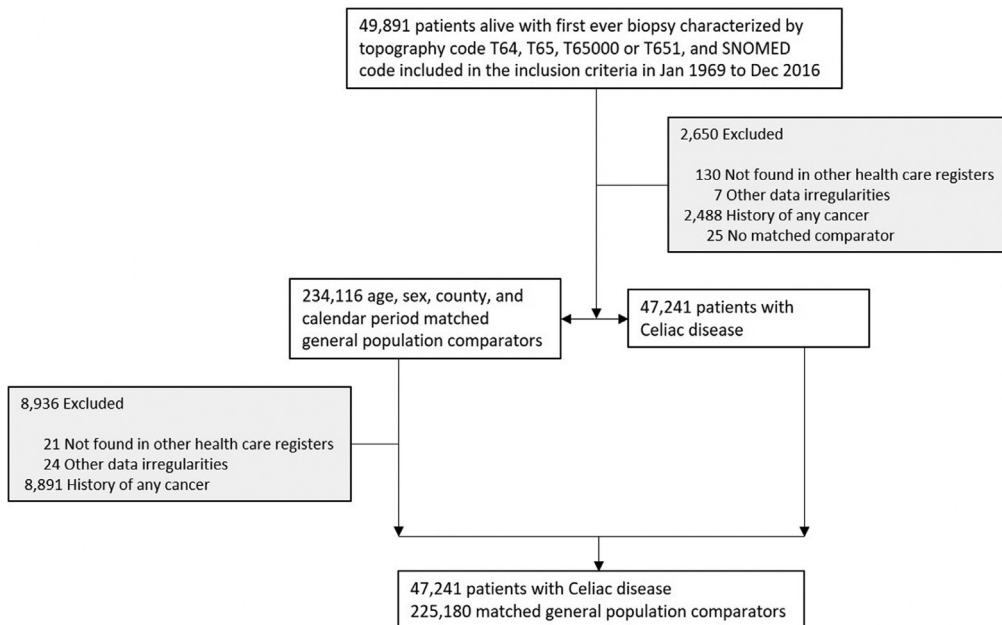 49,891 patients alive with first ever biopsy characterized by
topography code T64, T65, T65000 or T651, and SNOMED
code included in the inclusion criteria in Jan 1969 to Dec 2016
2,650 Excluded
130 Not found in other health care registers
7 Other data irregularities
2,488 History of any cancer
25 No matched comparator
234,116 age, sex, county, and
calendar period matched
general population comparators
47,241 patients with
Celiac disease
8,936 Excluded
21 Not found in other health care registers
24 Other data irregularities
8,891 History of any cancer
47,241 patients with Celiac disease
225,180 matched general population comparators